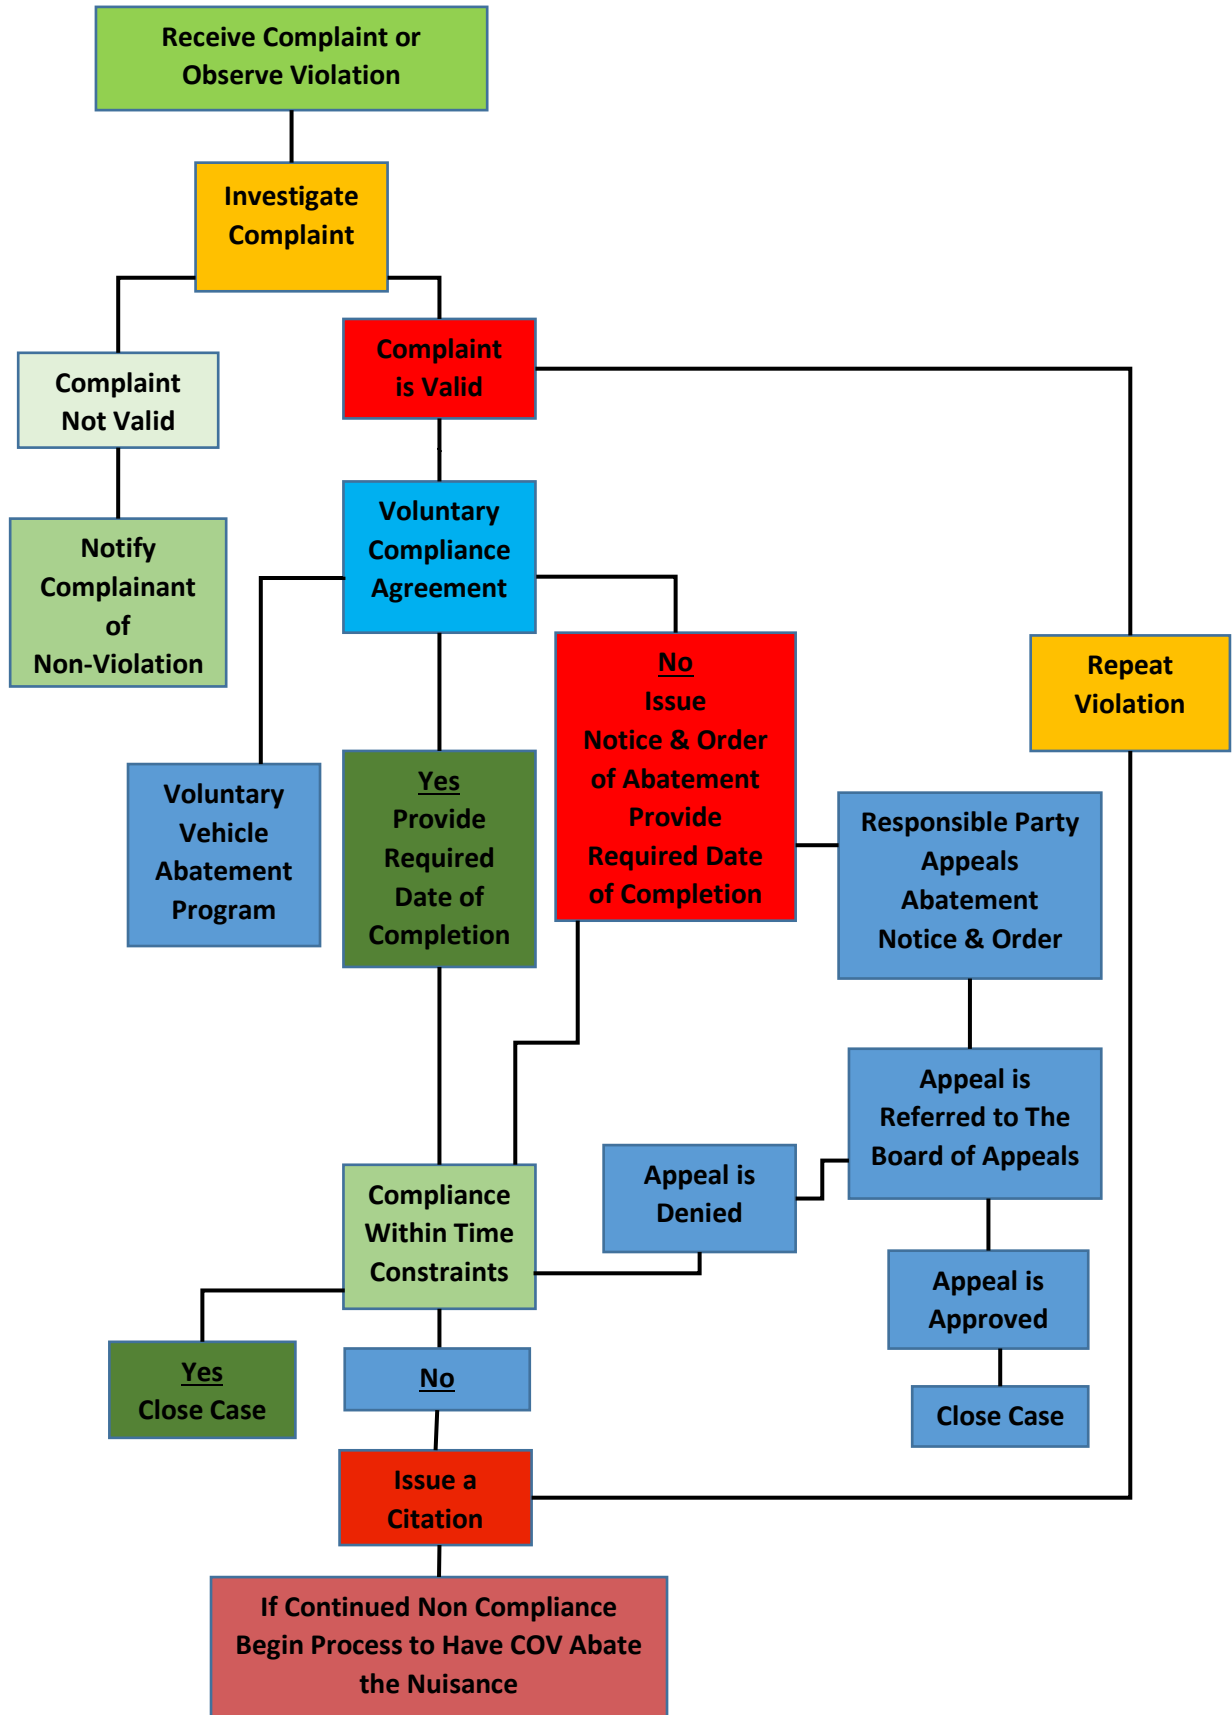 Receive Complaint or
Observe Violation
Investigate
Complaint
Complaint
Not Valid
Complaint
is Valid
Notify
Complainant
of
Non-Violation
Voluntary
Compliance
Agreement
Repeat
Violation
Voluntary
Vehicle
Abatement
Program
Yes
Provide
Required
Date of
Completion
No
Issue
Notice & Order
of Abatement
Provide
Required Date
of Completion
Responsible Party
Appeals
Abatement
Notice & Order
Appeal is
Referred to The
Board of Appeals
Appeal is
Denied
Compliance
Within Time
Constraints
Appeal is
Approved
Yes
Close Case
No
Close Case
Issue a
Citation
If Continued Non Compliance
Begin Process to Have COV Abate
the Nuisance